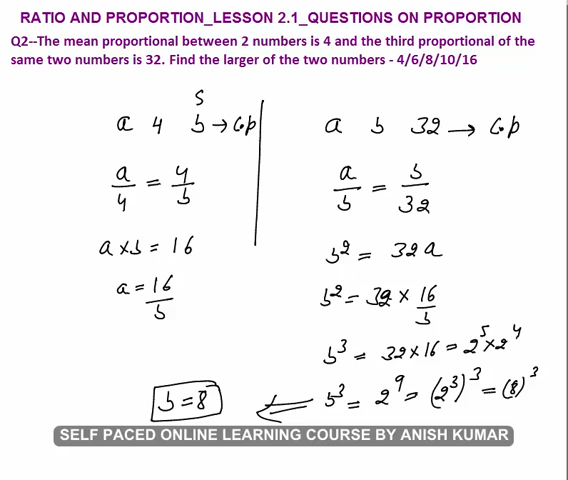 RATIO AND PROPORTION_LESSON 2.1_QUESTIONS ON PROPORTION
Q2--The mean proportional between 2 numbers is 4 and the third proportional of the
same two numbers is 32. Find the larger of the two numbers - 4/6/8/10/16
a 4 b → Gp
a/4 = 4/b
a × b = 16
a = 16/b
a b 32 → Gp
a/b = b/32
b² = 32a
b² = 32 × 16/b
b³ = 32 × 16 = 2⁵ × 2⁴
b³ = 2⁹ = (2³)³ = (8)³
b = 8
SELF PACED ONLINE LEARNING COURSE BY ANISH KUMAR